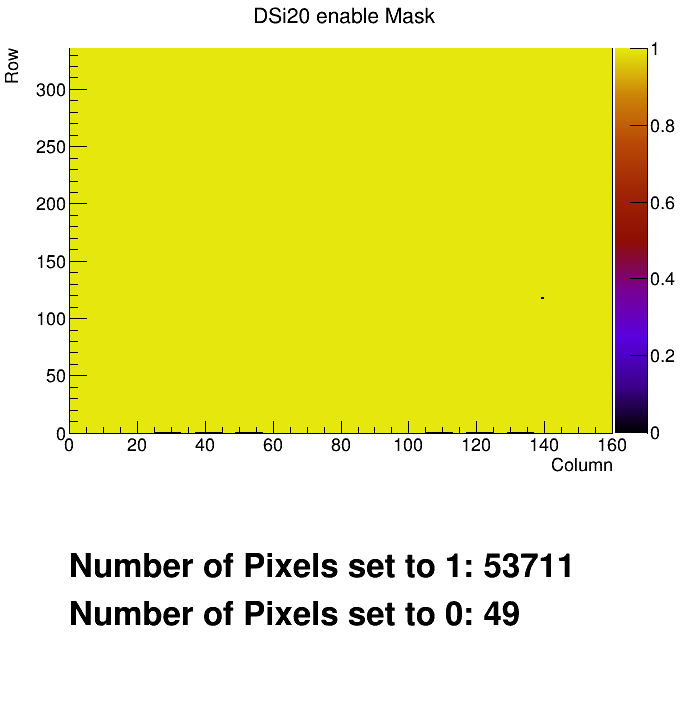 DSi20 enable Mask
Row
300
250
200
150
100
50
0
0 20 40 60 80 100 120 140 160
Column
1
0.8
0.6
0.4
0.2
0
Number of Pixels set to 1: 53711
Number of Pixels set to 0: 49